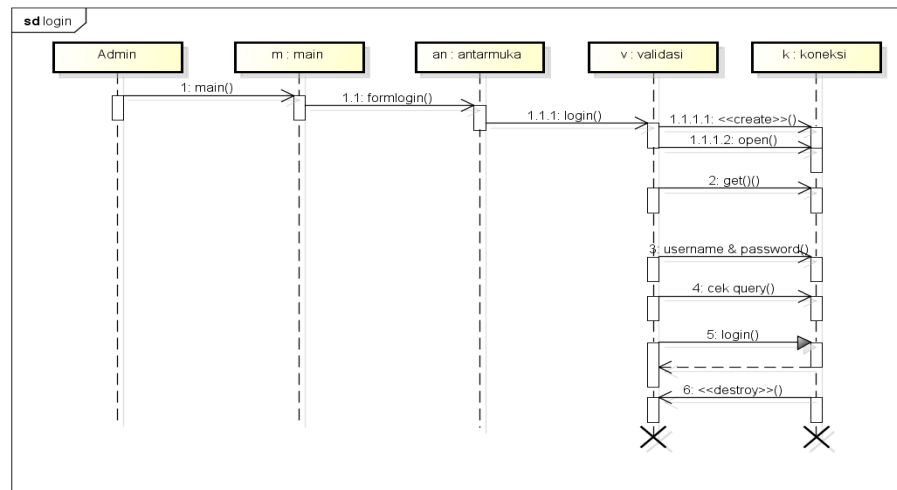 sd login
Admin
m : main
an : antarmuka
v : validasi
k : koneksi
1: main()
1.1: formlogin()
1.1.1: login()
1.1.1.1: <<create>>()
1.1.1.2: open()
2: get()()
3: username & password()
4: cek query()
5: login()
6: <<destroy>>()